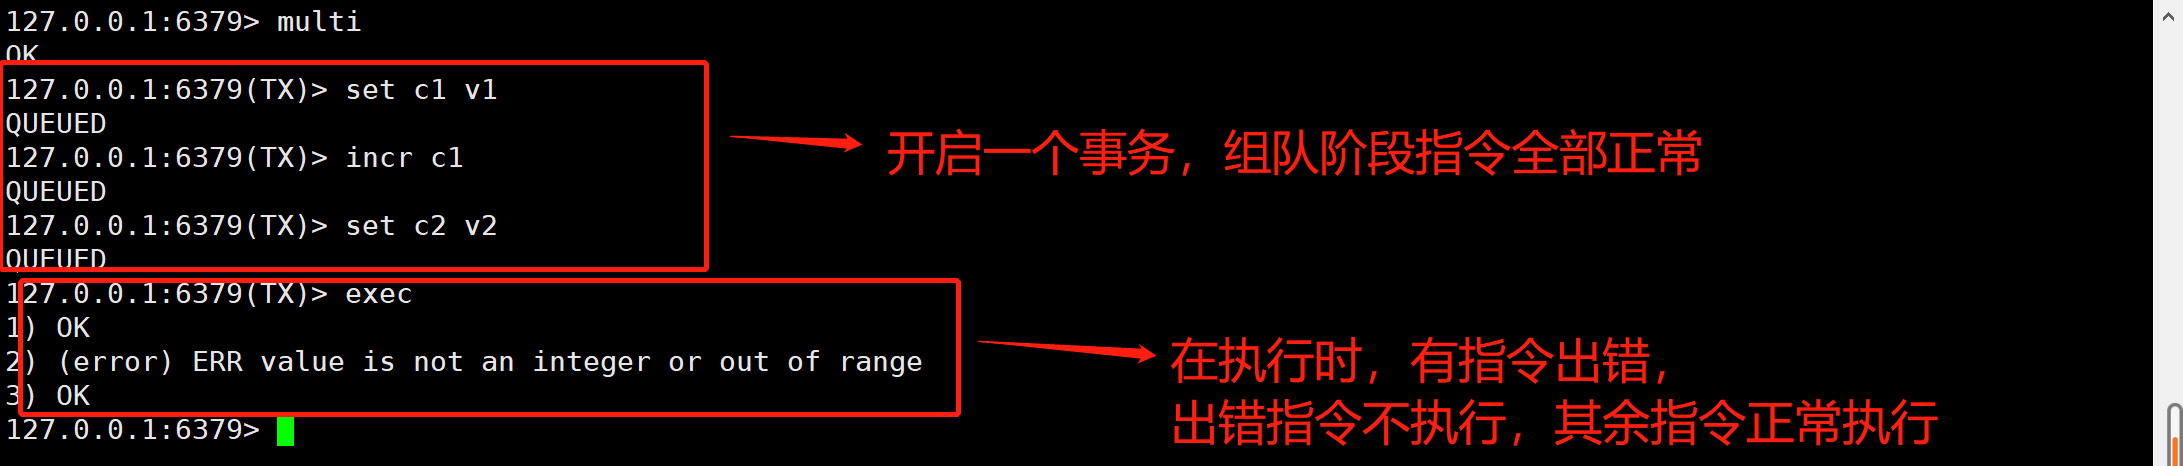 127.0.0.1:6379> multi
OK
127.0.0.1:6379(TX)> set c1 v1
QUEUED
127.0.0.1:6379(TX)> incr c1
QUEUED
127.0.0.1:6379(TX)> set c2 v2
QUEUED
开启一个事务，组队阶段指令全部正常
127.0.0.1:6379(TX)> exec
1) OK
2) (error) ERR value is not an integer or out of range
3) OK
127.0.0.1:6379>
在执行时，有指令出错，
出错指令不执行，其余指令正常执行